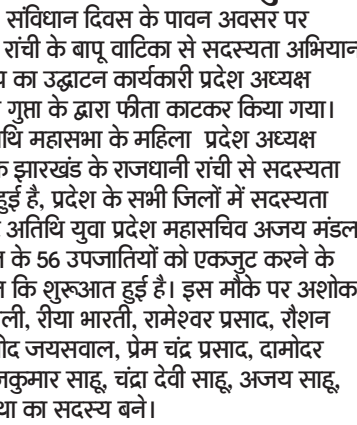 संविधान दिवस के पावन अवसर पर
रांची के बापू वाटिका से सदस्यता अभियान
का उद्घाटन कार्यकारी प्रदेश अध्यक्ष
गुप्ता के द्वारा फीता काटकर किया गया।
महासभा के महिला प्रदेश अध्यक्ष
झारखंड के राजधानी रांची से सदस्यता
हुई है, प्रदेश के सभी जिलों में सदस्यता
अतिथि युवा प्रदेश महासचिव अजय मंडल
के 56 उपजातियों को एकजुट करने के
कि शुरूआत हुई है। इस मौके पर अशोक
रीया भारती, रामेश्वर प्रसाद, रौशन
जयसवाल, प्रेम चंद्र प्रसाद, दामोदर
साहू, चंद्रा देवी साहू, अजय साहू,
का सदस्य बने।